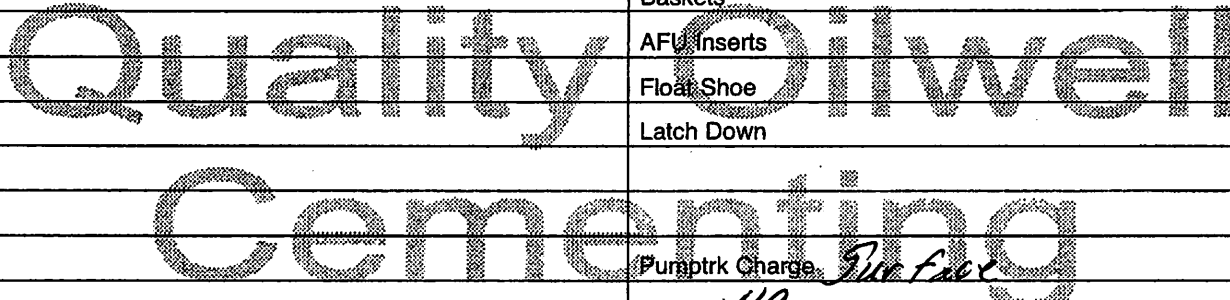 Baskets
AFU Inserts
Float Shoe
Latch Down
Quality Oilwell
Cementing
Pumptrk Charge Surface